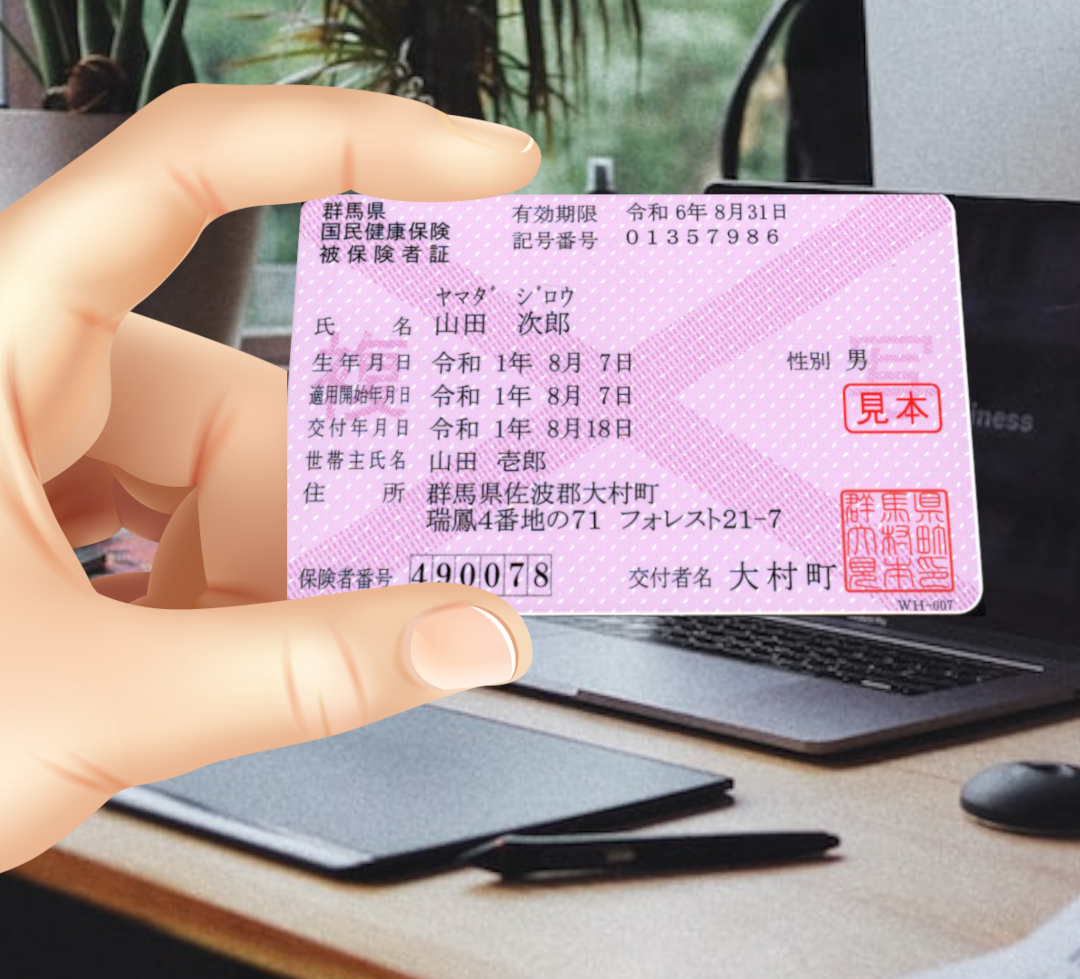 群馬県
国民健康保険
被保険者証
有効期限 令和 6年 8月31日
記号番号 01357986
ヤマダ ジロウ
氏名 山田 次郎
生年月日 令和 1年 8月 7日
性別 男
適用開始年月日 令和 1年 8月 7日
交付年月日 令和 1年 8月18日
世帯主氏名 山田 壱郎
住所 群馬県佐波郡大村町
瑞鳳4番地の71 フォレスト21-7
保険者番号 490078
交付者名 大村町
複写
見本
群馬県
WH-007
iness